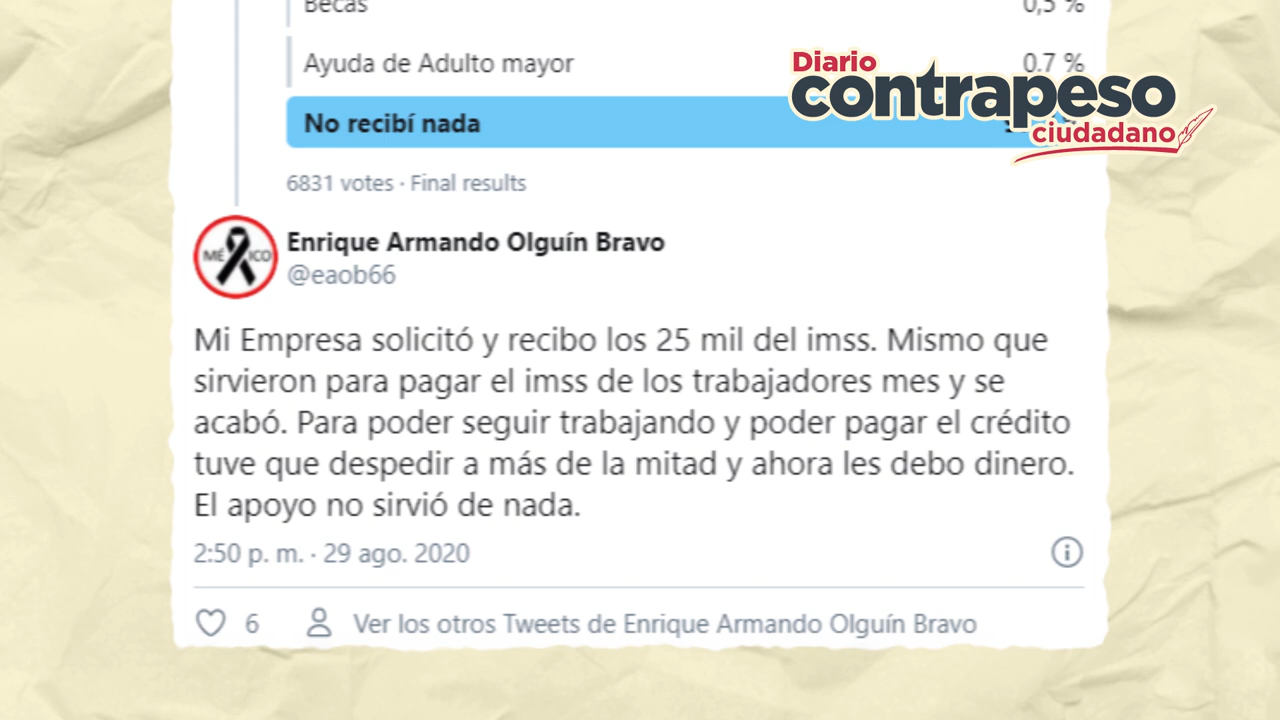 Becas 0,5 %
Ayuda de Adulto mayor 0.7 %
No recibí nada
6831 votes · Final results
Diario
contrapeso
ciudadano
MÉXICO
Enrique Armando Olguín Bravo
@eaob66
Mi Empresa solicitó y recibo los 25 mil del imss. Mismo que
sirvieron para pagar el imss de los trabajadores mes y se
acabó. Para poder seguir trabajando y poder pagar el crédito
tuve que despedir a más de la mitad y ahora les debo dinero.
El apoyo no sirvió de nada.
2:50 p. m. · 29 ago. 2020
6 Ver los otros Tweets de Enrique Armando Olguín Bravo